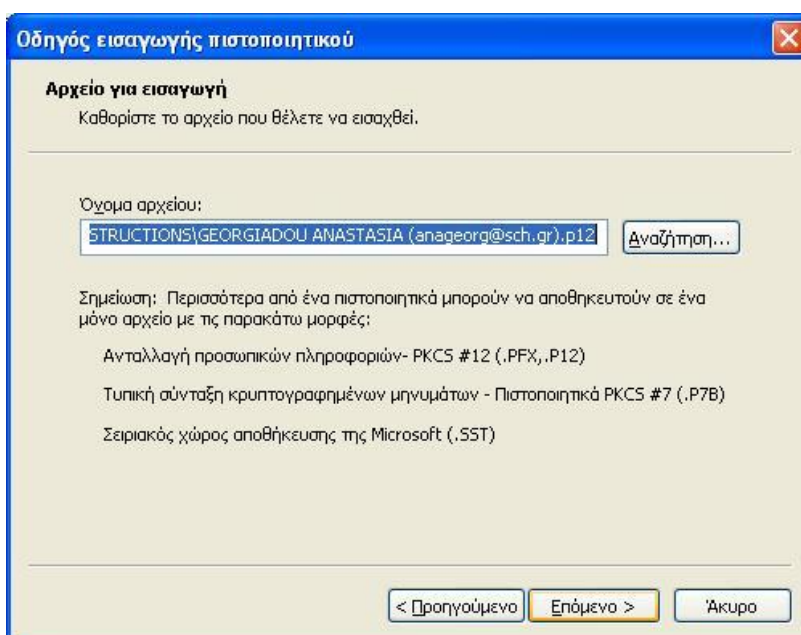 Οδηγός εισαγωγής πιστοποιητικού
Αρχείο για εισαγωγή
Καθορίστε το αρχείο που θέλετε να εισαχθεί.
Όνομα αρχείου:
STRUCTIONS\GEORGIADOU ANASTASIA (anageorg@sch.gr).p12
Αναζήτηση...
Σημείωση: Περισσότερα από ένα πιστοποιητικά μπορούν να αποθηκευτούν σε ένα
μόνο αρχείο με τις παρακάτω μορφές:
Ανταλλαγή προσωπικών πληροφοριών- PKCS #12 (.PFX,.P12)
Τυπική σύνταξη κρυπτογραφημένων μηνυμάτων - Πιστοποιητικά PKCS #7 (.P7B)
Σειριακός χώρος αποθήκευσης της Microsoft (.SST)
< Προηγούμενο
Επόμενο >
Άκυρο